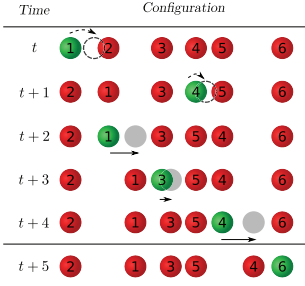 Time Configuration
t 1 2 3 4 5 6
t + 1 2 1 3 4 5 6
t + 2 2 1 3 5 4 6
t + 3 2 1 3 5 4 6
t + 4 2 1 3 5 4 6
t + 5 2 1 3 5 4 6